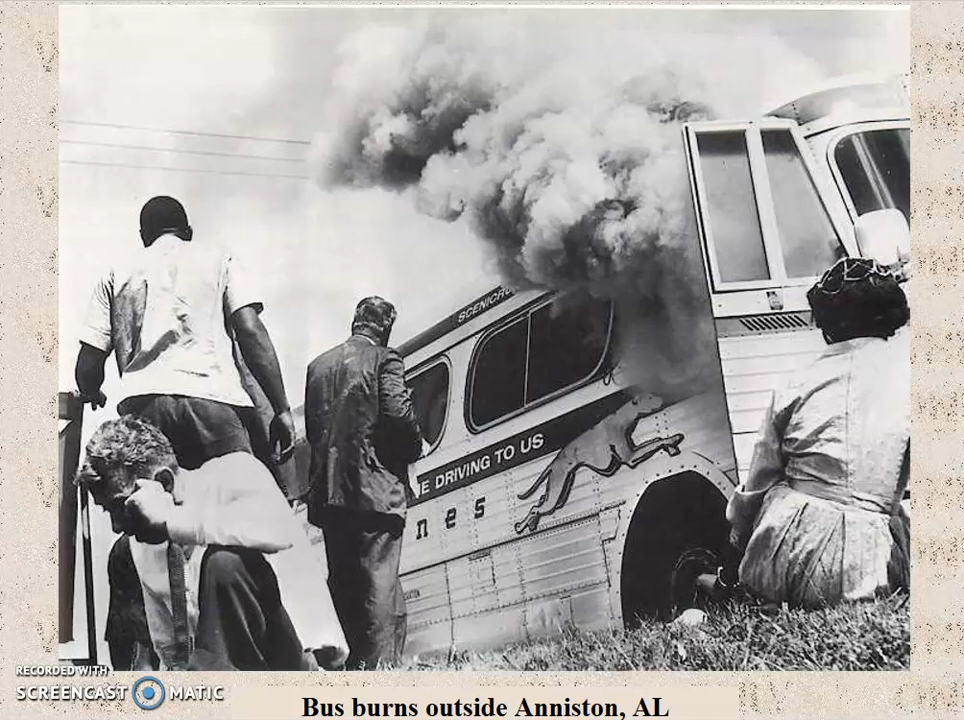 SCENICRU
E DRIVING TO US
nes
RECORDED WITH
SCREENCAST MATIC
Bus burns outside Anniston, AL